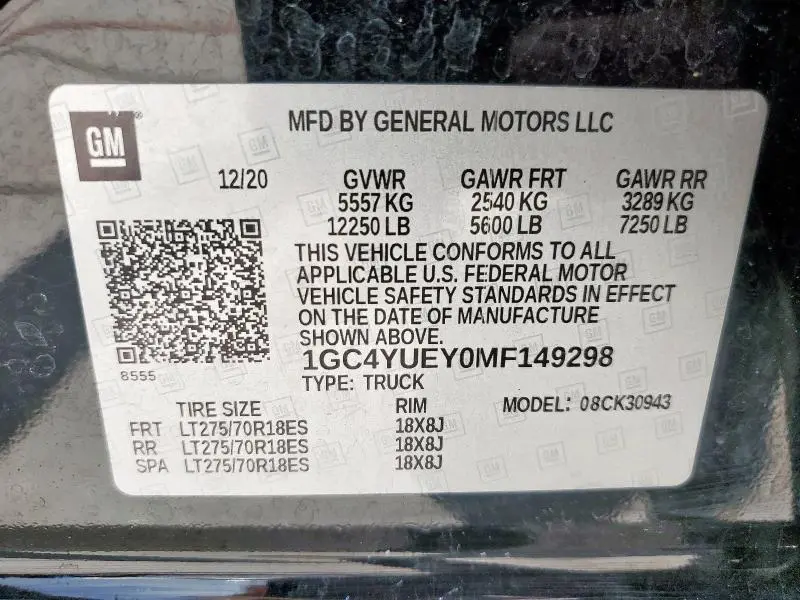 GM
MFD BY GENERAL MOTORS LLC
12/20 GVWR GAWR FRT GAWR RR
5557 KG 2540 KG 3289 KG
12250 LB 5600 LB 7250 LB
THIS VEHICLE CONFORMS TO ALL
APPLICABLE U.S. FEDERAL MOTOR
VEHICLE SAFETY STANDARDS IN EFFECT
ON THE DATE OF MANUFACTURE
SHOWN ABOVE.
1GC4YUEY0MF149298
8555
TYPE: TRUCK
TIRE SIZE RIM MODEL: 08CK30943
FRT LT275/70R18ES 18X8J
RR LT275/70R18ES 18X8J
SPA LT275/70R18ES 18X8J